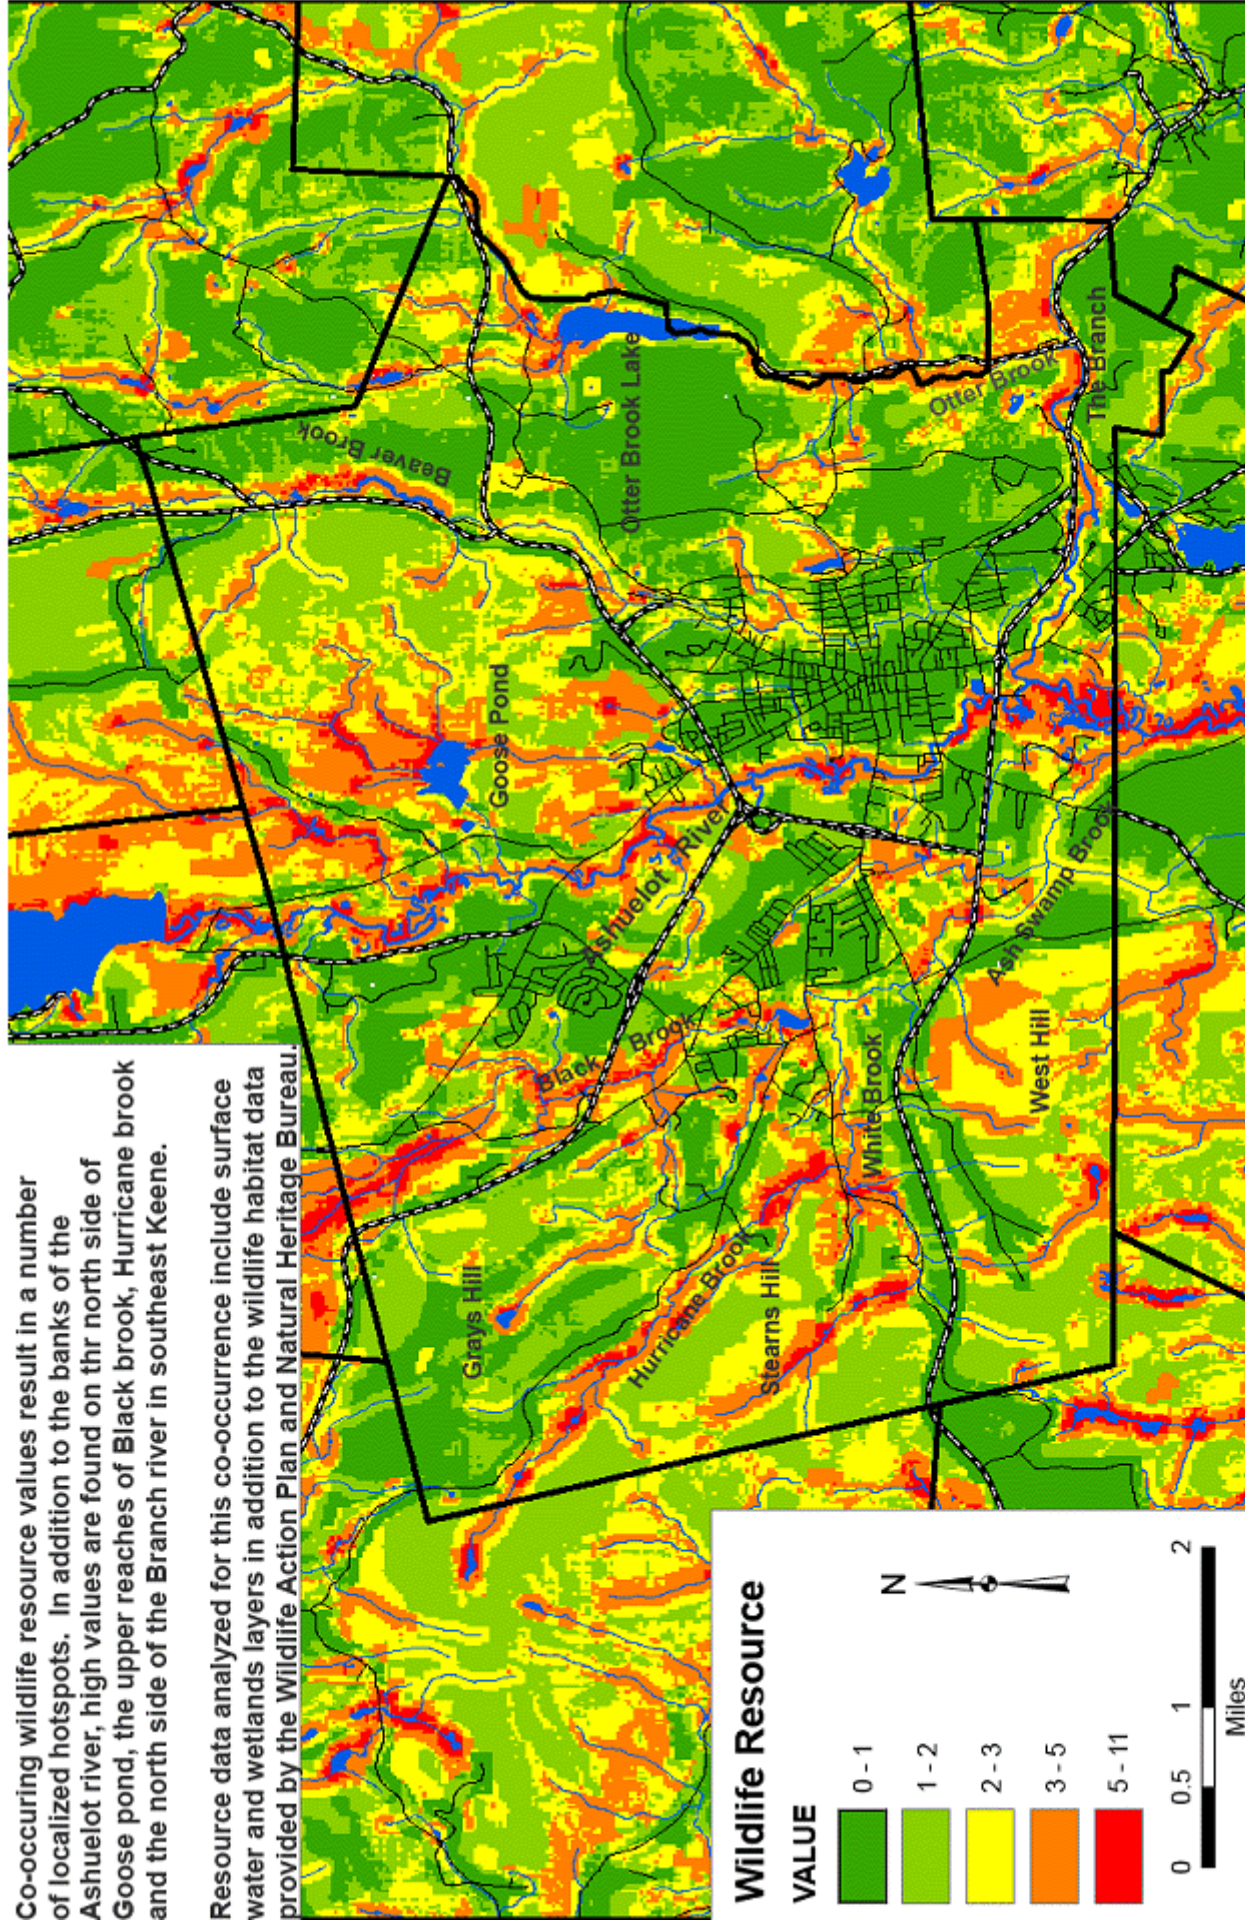 Co-occuring wildlife resource values result in a number
of localized hotspots. In addition to the banks of the
Ashuelot river, high values are found on thr north side of
Goose pond, the upper reaches of Black brook, Hurricane brook
and the north side of the Branch river in southeast Keene.
Resource data analyzed for this co-occurrence include surface
water and wetlands layers in addition to the wildlife habitat data
provided by the Wildlife Action Plan and Natural Heritage Bureau.
Beaver Brook
Goose Pond
Grays Hill
Black Brook
Ashuelot River
Otter Brook Lake
Hurricane Brook
Stearns Hill
White Brook
Otter Brook
Ash Swamp Brook
West Hill
The Branch
Wildlife Resource
VALUE
0 - 1
1 - 2
2 - 3
3 - 5
5 - 11
N
0 0.5 1 2
Miles